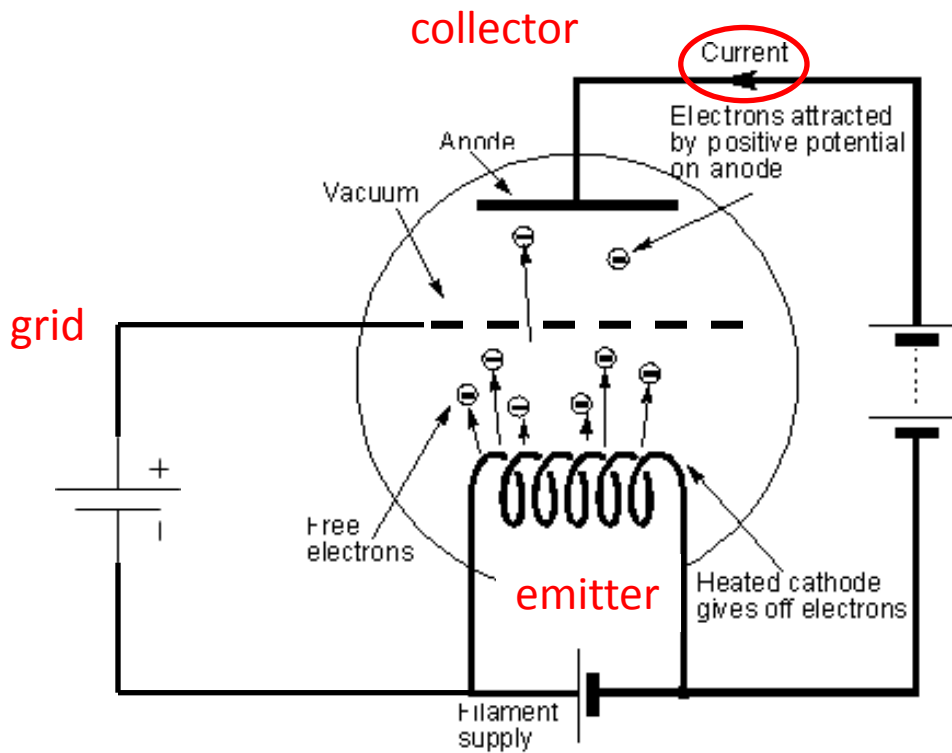 collector
Current
Electrons attracted
by positive potential
on anode
Anode
Vacuum
grid
+
−
Free
electrons
emitter
Heated cathode
gives off electrons
Filament
supply